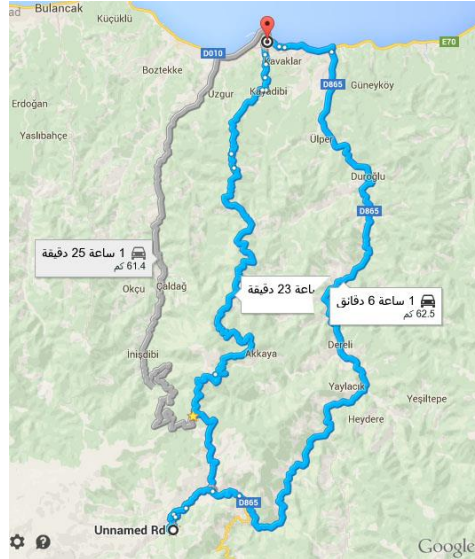 Bulancak
Küçüklü
D010
E70
Kavaklar
Boztekke
D865
Uzgur
Kayadibi
Güneyköy
Erdoğan
Yaslıbahçe
Ülper
Duroğlu
D865
1 ساعة 25 دقيقة
61.4 كم
Okçu
Çaldağ
اعة 23 دقيقة
1 ساعة 6 دقائق
62.5 كم
İnişdibi
Akkaya
Dereli
Yaylacık
Yeşiltepe
Heydere
D865
Unnamed Rd
Google